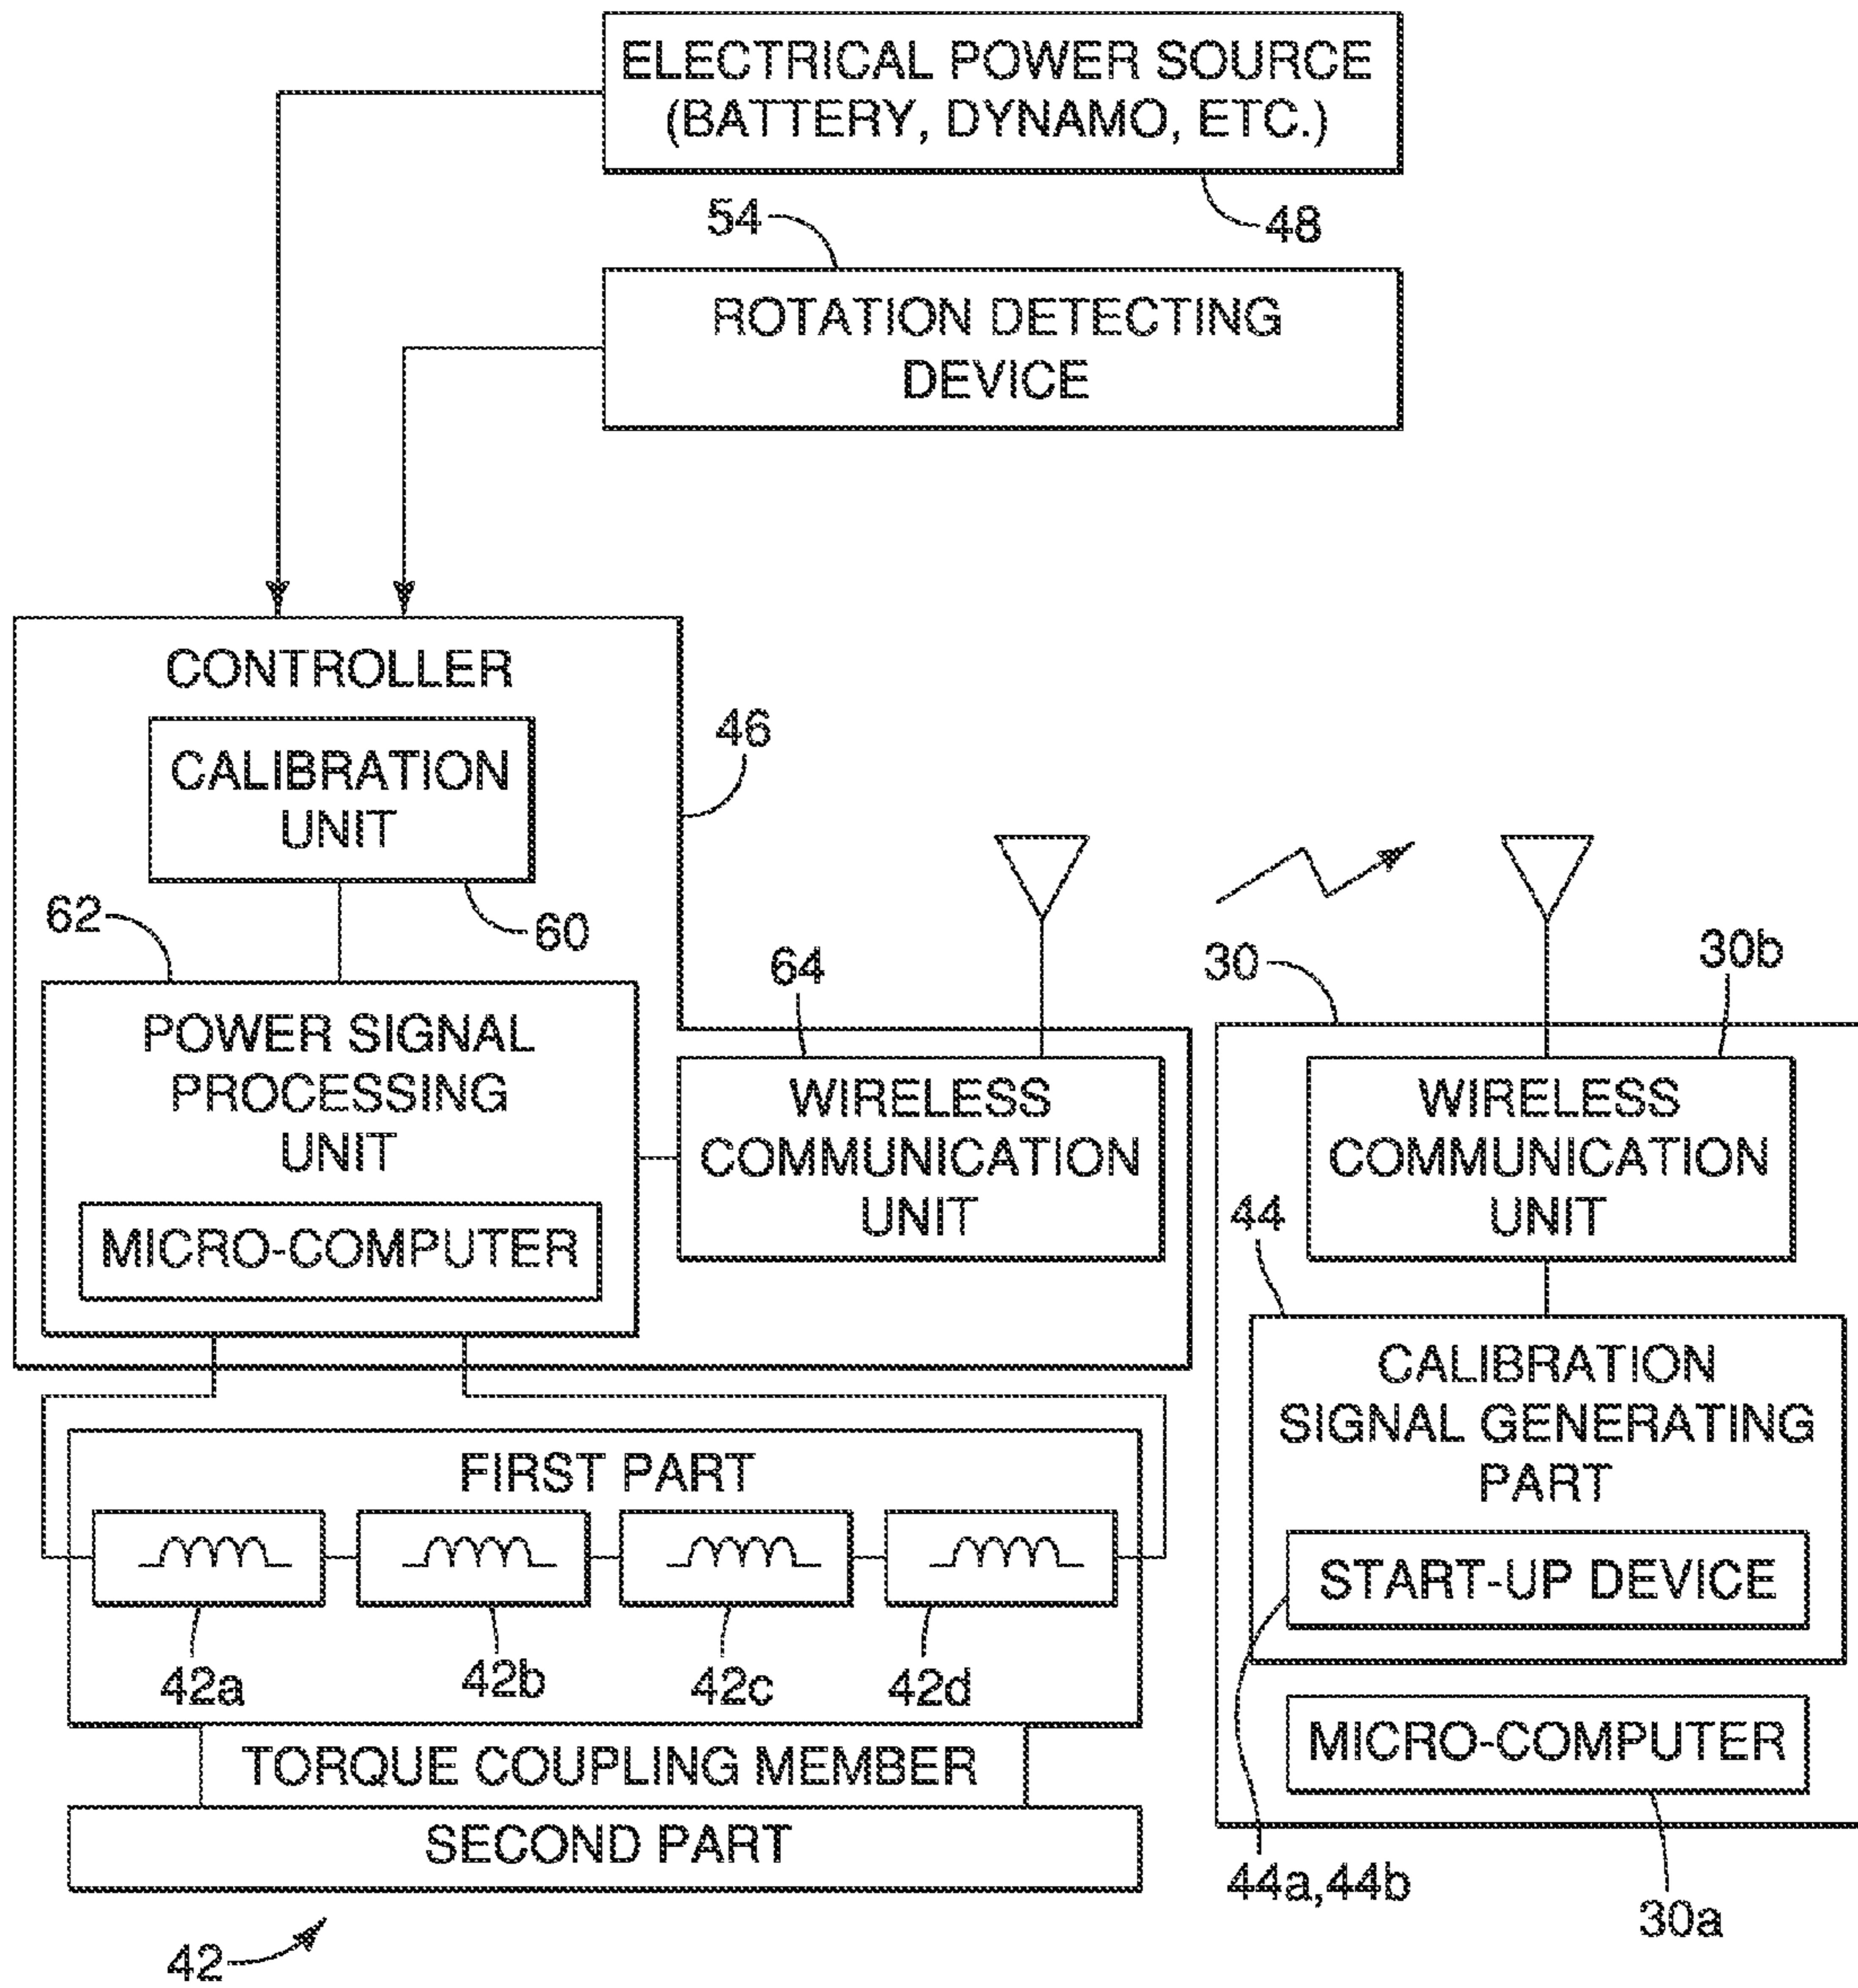 ELECTRICAL POWER SOURCE
(BATTERY, DYNAMO, ETC.)
48
54
ROTATION DETECTING
DEVICE
CONTROLLER
46
CALIBRATION
UNIT
60
62
POWER SIGNAL
PROCESSING
UNIT
MICRO-COMPUTER
64
WIRELESS
COMMUNICATION
UNIT
30
30b
WIRELESS
COMMUNICATION
UNIT
44
CALIBRATION
SIGNAL GENERATING
PART
START-UP DEVICE
44a,44b
MICRO-COMPUTER
30a
FIRST PART
42a
42b
42c
42d
TORQUE COUPLING MEMBER
SECOND PART
42